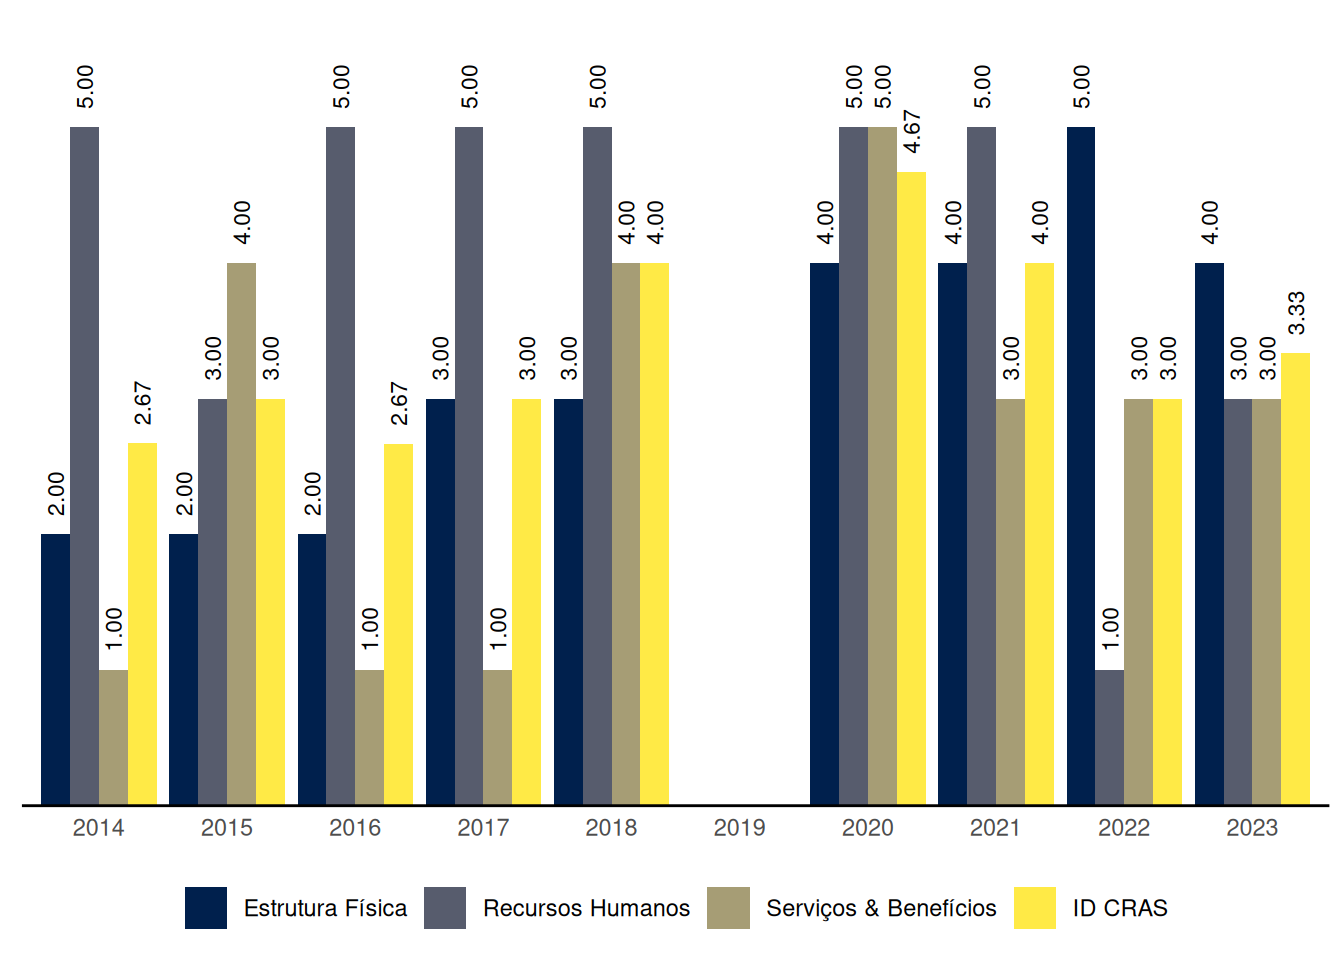 2.00 5.00 1.00 2.67
2.00 3.00 4.00 3.00
2.00 5.00 1.00 2.67
3.00 5.00 1.00 3.00
3.00 5.00 4.00 4.00
4.00 5.00 5.00 4.67
4.00 5.00 3.00 4.00
5.00 1.00 3.00 3.00
4.00 3.00 3.00 3.33
2014 2015 2016 2017 2018 2019 2020 2021 2022 2023
Estrutura Física Recursos Humanos Serviços & Benefícios ID CRAS